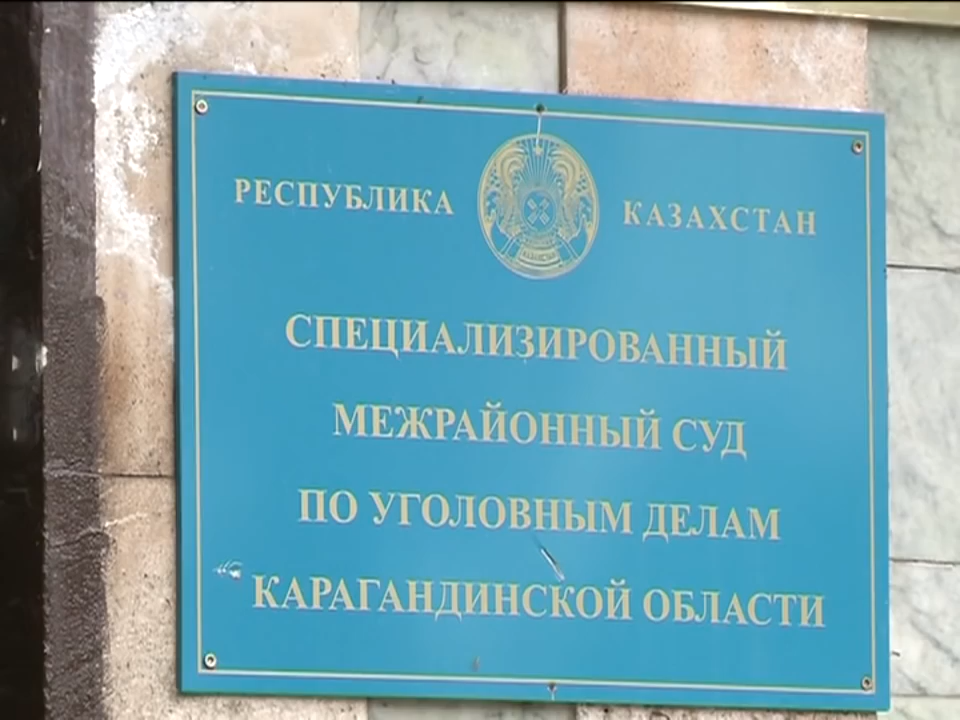 РЕСПУБЛИКА КАЗАХСТАН
СПЕЦИАЛИЗИРОВАННЫЙ
МЕЖРАЙОННЫЙ СУД
ПО УГОЛОВНЫМ ДЕЛАМ
КАРАГАНДИНСКОЙ ОБЛАСТИ